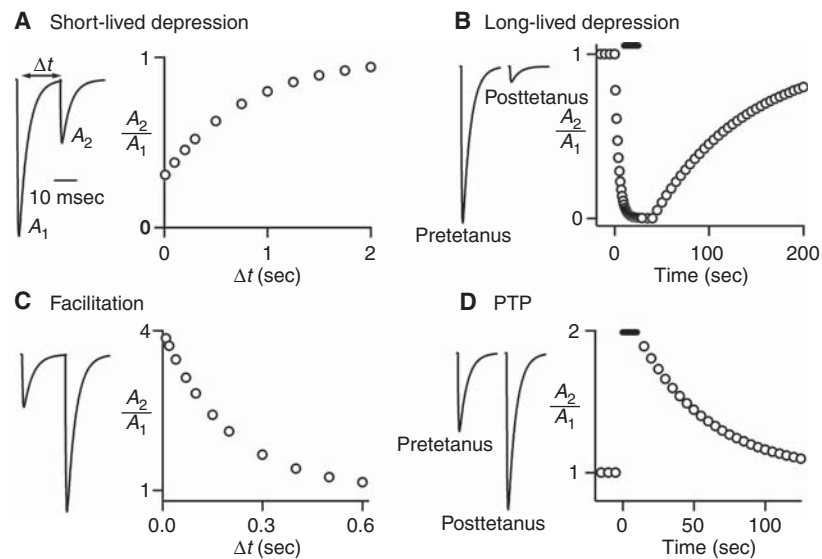 A Short-lived depression
Δt
A2
A1
10 msec
A2
A1
1
0
0 1 2
Δt (sec)
B Long-lived depression
Posttetanus
Pretetanus
A2
A1
1
0
0 100 200
Time (sec)
C Facilitation
A2
A1
4
1
0.0 0.3 0.6
Δt (sec)
D PTP
Pretetanus
Posttetanus
A2
A1
2
1
0 50 100
Time (sec)